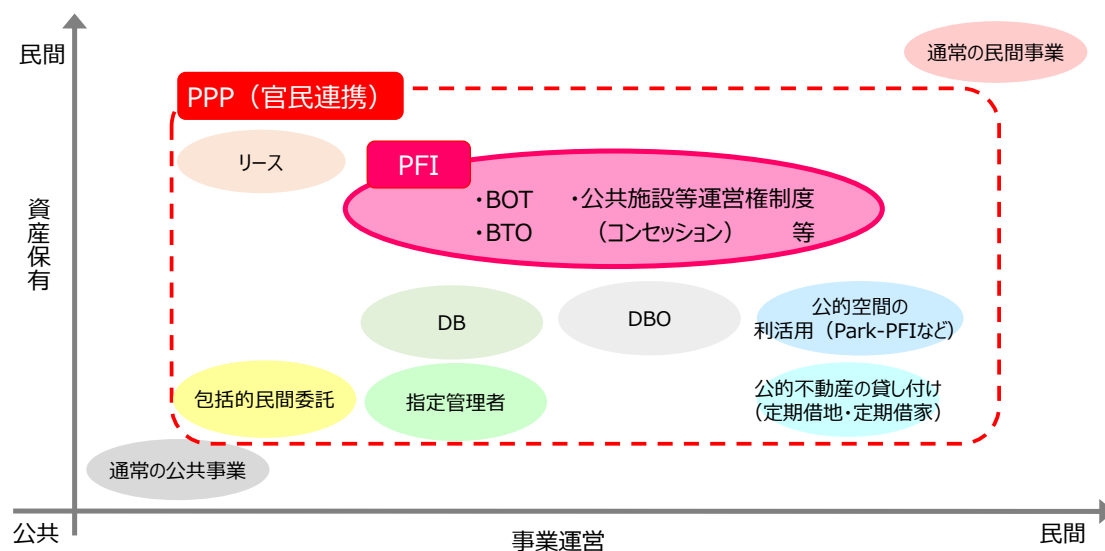 民間
通常の民間事業
PPP（官民連携）
リース
PFI
・BOT ・公共施設等運営権制度
・BTO （コンセッション） 等
資産保有
DB
DBO
公的空間の
利活用（Park-PFIなど）
包括的民間委託
指定管理者
公的不動産の貸し付け
（定期借地・定期借家）
通常の公共事業
公共
事業運営
民間